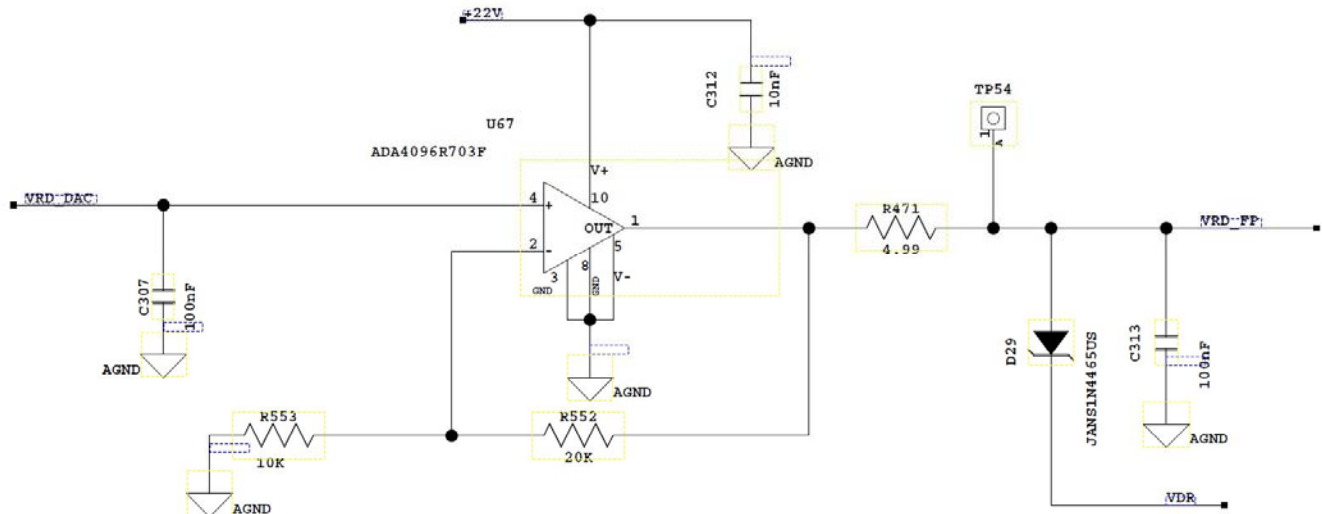 +22V
C312
10nF
AGND
TP54
1
A
U67
ADA4096R703F
V+
10
VRD_DAC
4
+
OUT
1
2
-
5
3
8
V-
GND
GND
R471
4.99
VRD_FP
C307
100nF
AGND
AGND
D29
JANS1N4465US
C313
100nF
AGND
R553
10K
R552
20K
AGND
VDR